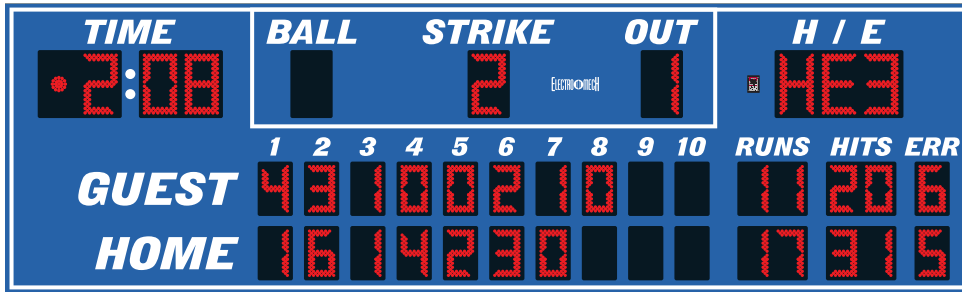 TIME BALL STRIKE OUT H / E
2:08 2 ELECTRO-MECH 1 HE3
1 2 3 4 5 6 7 8 9 10 RUNS HITS ERR
GUEST 4 3 1 0 0 2 1 0 11 20 6
HOME 1 6 1 4 2 3 0 17 31 5